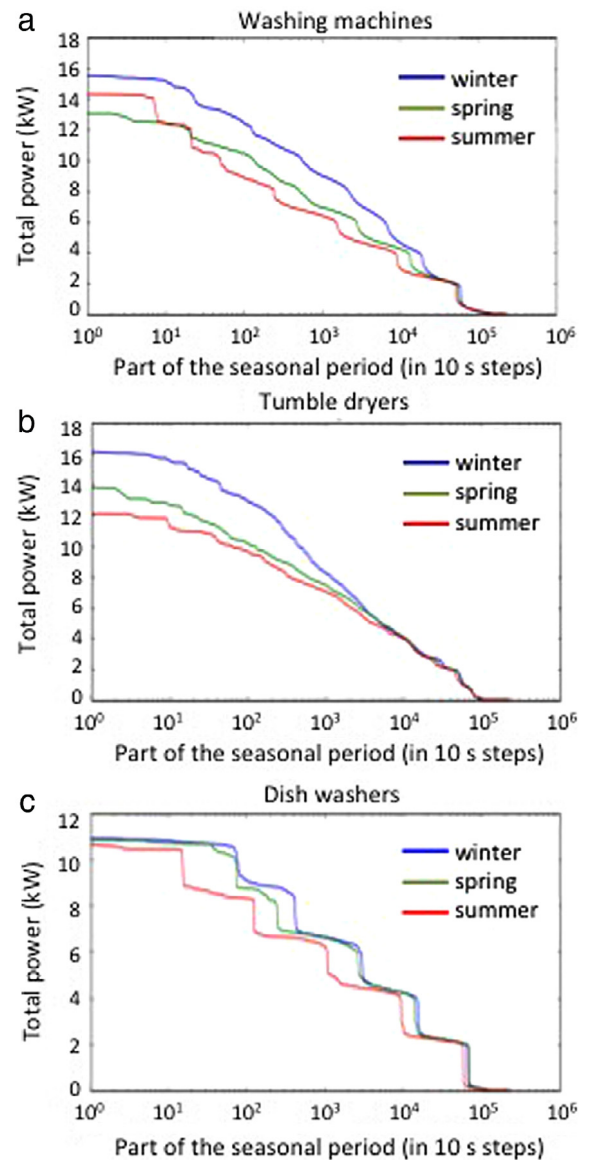 a
Washing machines
Total power (kW)
18
16
14
12
10
8
6
4
2
0
winter
spring
summer
10⁰ 10¹ 10² 10³ 10⁴ 10⁵ 10⁶
Part of the seasonal period (in 10 s steps)
b
Tumble dryers
Total power (kW)
18
16
14
12
10
8
6
4
2
0
winter
spring
summer
10⁰ 10¹ 10² 10³ 10⁴ 10⁵ 10⁶
Part of the seasonal period (in 10 s steps)
c
Dish washers
Total power (kW)
12
10
8
6
4
2
0
winter
spring
summer
10⁰ 10¹ 10² 10³ 10⁴ 10⁵ 10⁶
Part of the seasonal period (in 10 s steps)